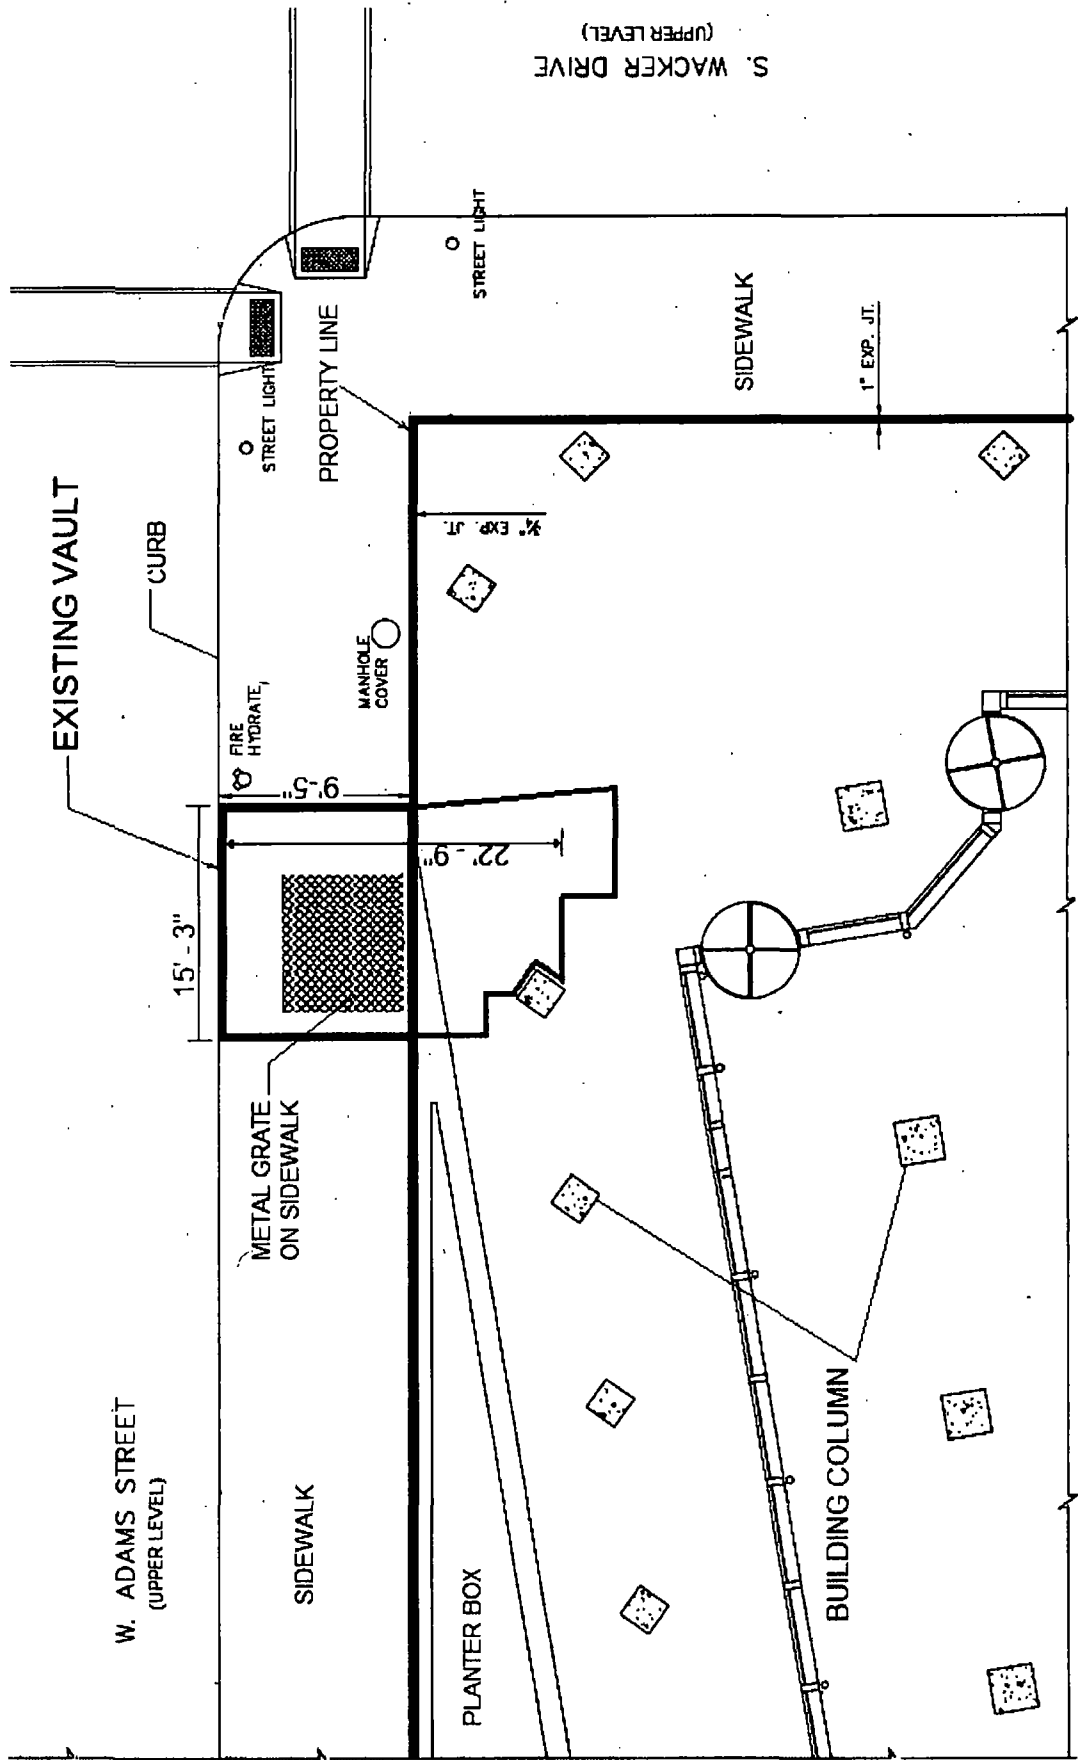 S. WACKER DRIVE
(UPPER LEVEL)
STREET LIGHT
STREET LIGHT
PROPERTY LINE
SIDEWALK
1" EXP. JT.
¾" EXP. JT.
EXISTING VAULT
CURB
MANHOLE
COVER
FIRE
HYDRATE,
9'-5"
22' - 9"
15' - 3"
METAL GRATE
ON SIDEWALK
W. ADAMS STREET
(UPPER LEVEL)
SIDEWALK
PLANTER BOX
BUILDING COLUMN